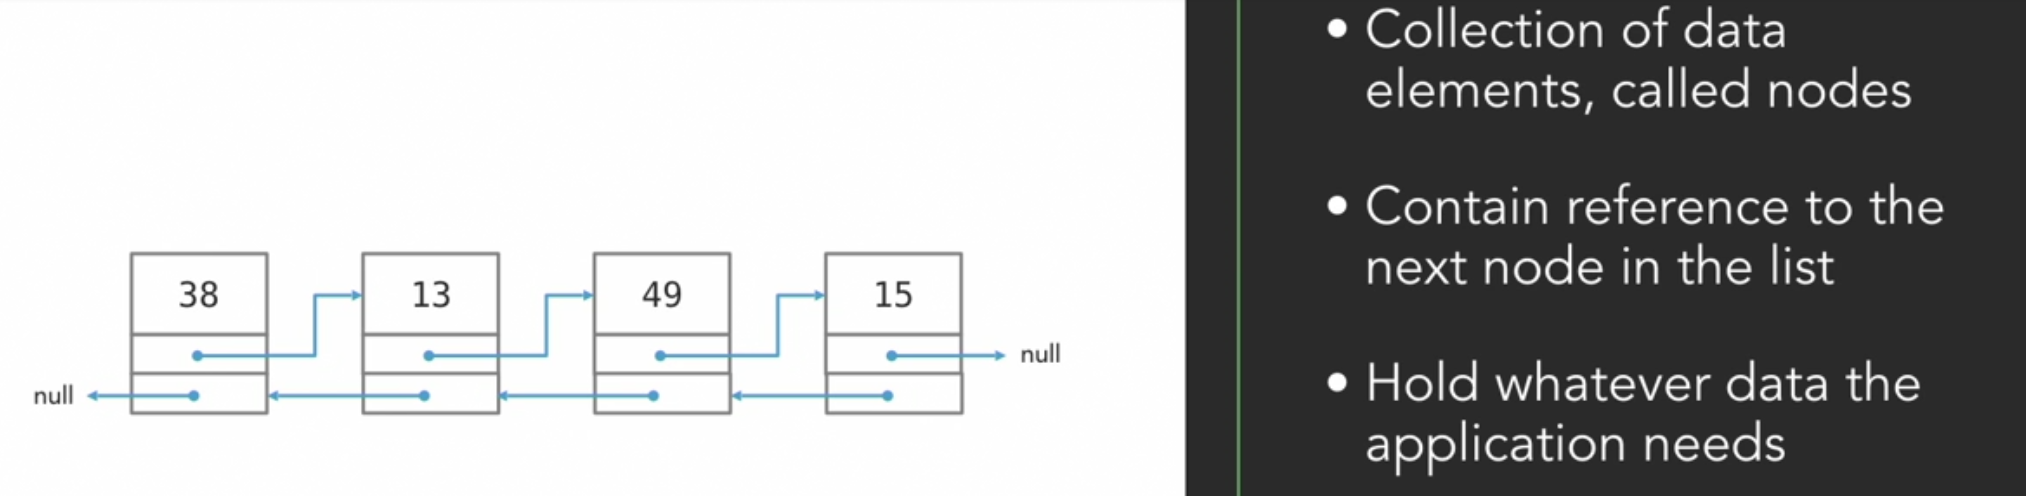 38
13
49
15
null
null
• Collection of data
elements, called nodes
• Contain reference to the
next node in the list
• Hold whatever data the
application needs